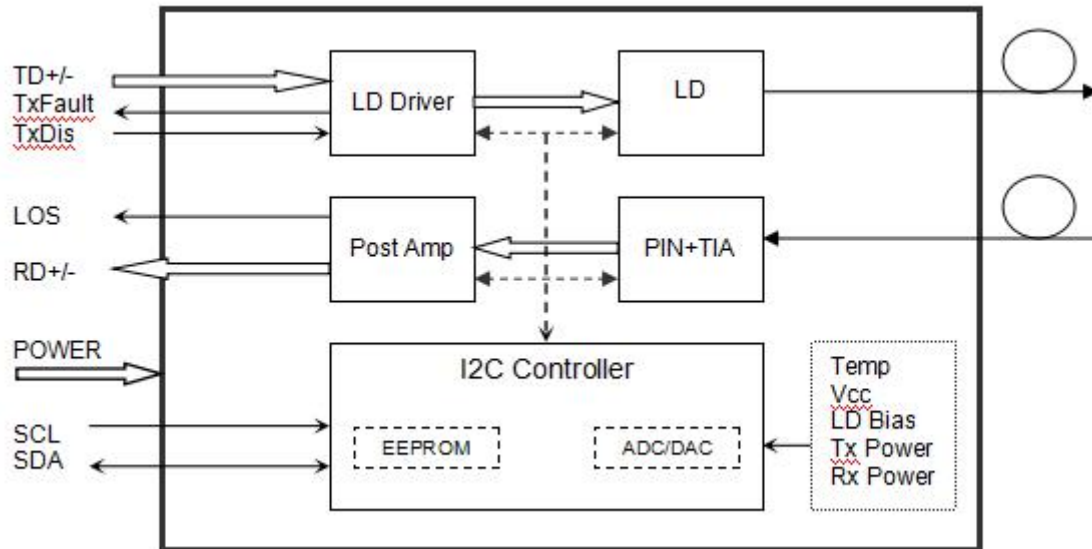 TD+/-
TxFault
TxDis
LD Driver
LD
LOS
RD+/-
Post Amp
PIN+TIA
POWER
SCL
SDA
I2C Controller
EEPROM
ADC/DAC
Temp
Vcc
LD Bias
Tx Power
Rx Power